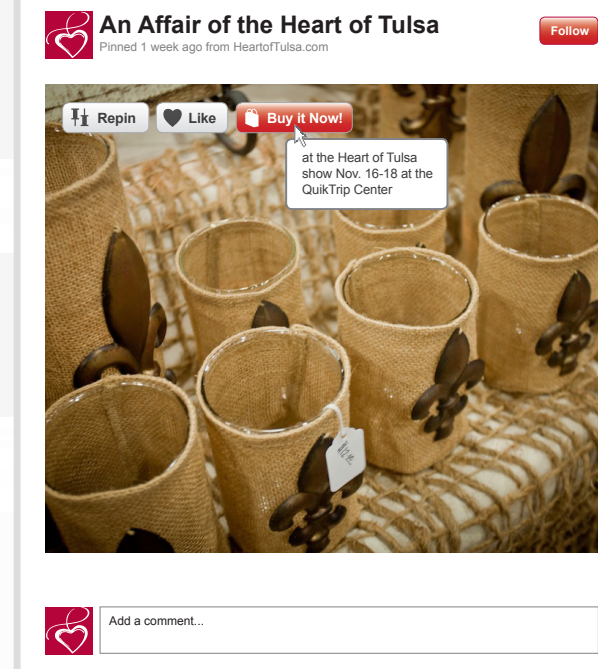 An Affair of the Heart of Tulsa
Pinned 1 week ago from HeartofTulsa.com
Follow
Repin
Like
Buy it Now!
at the Heart of Tulsa
show Nov. 16-18 at the
QuikTrip Center
Add a comment...